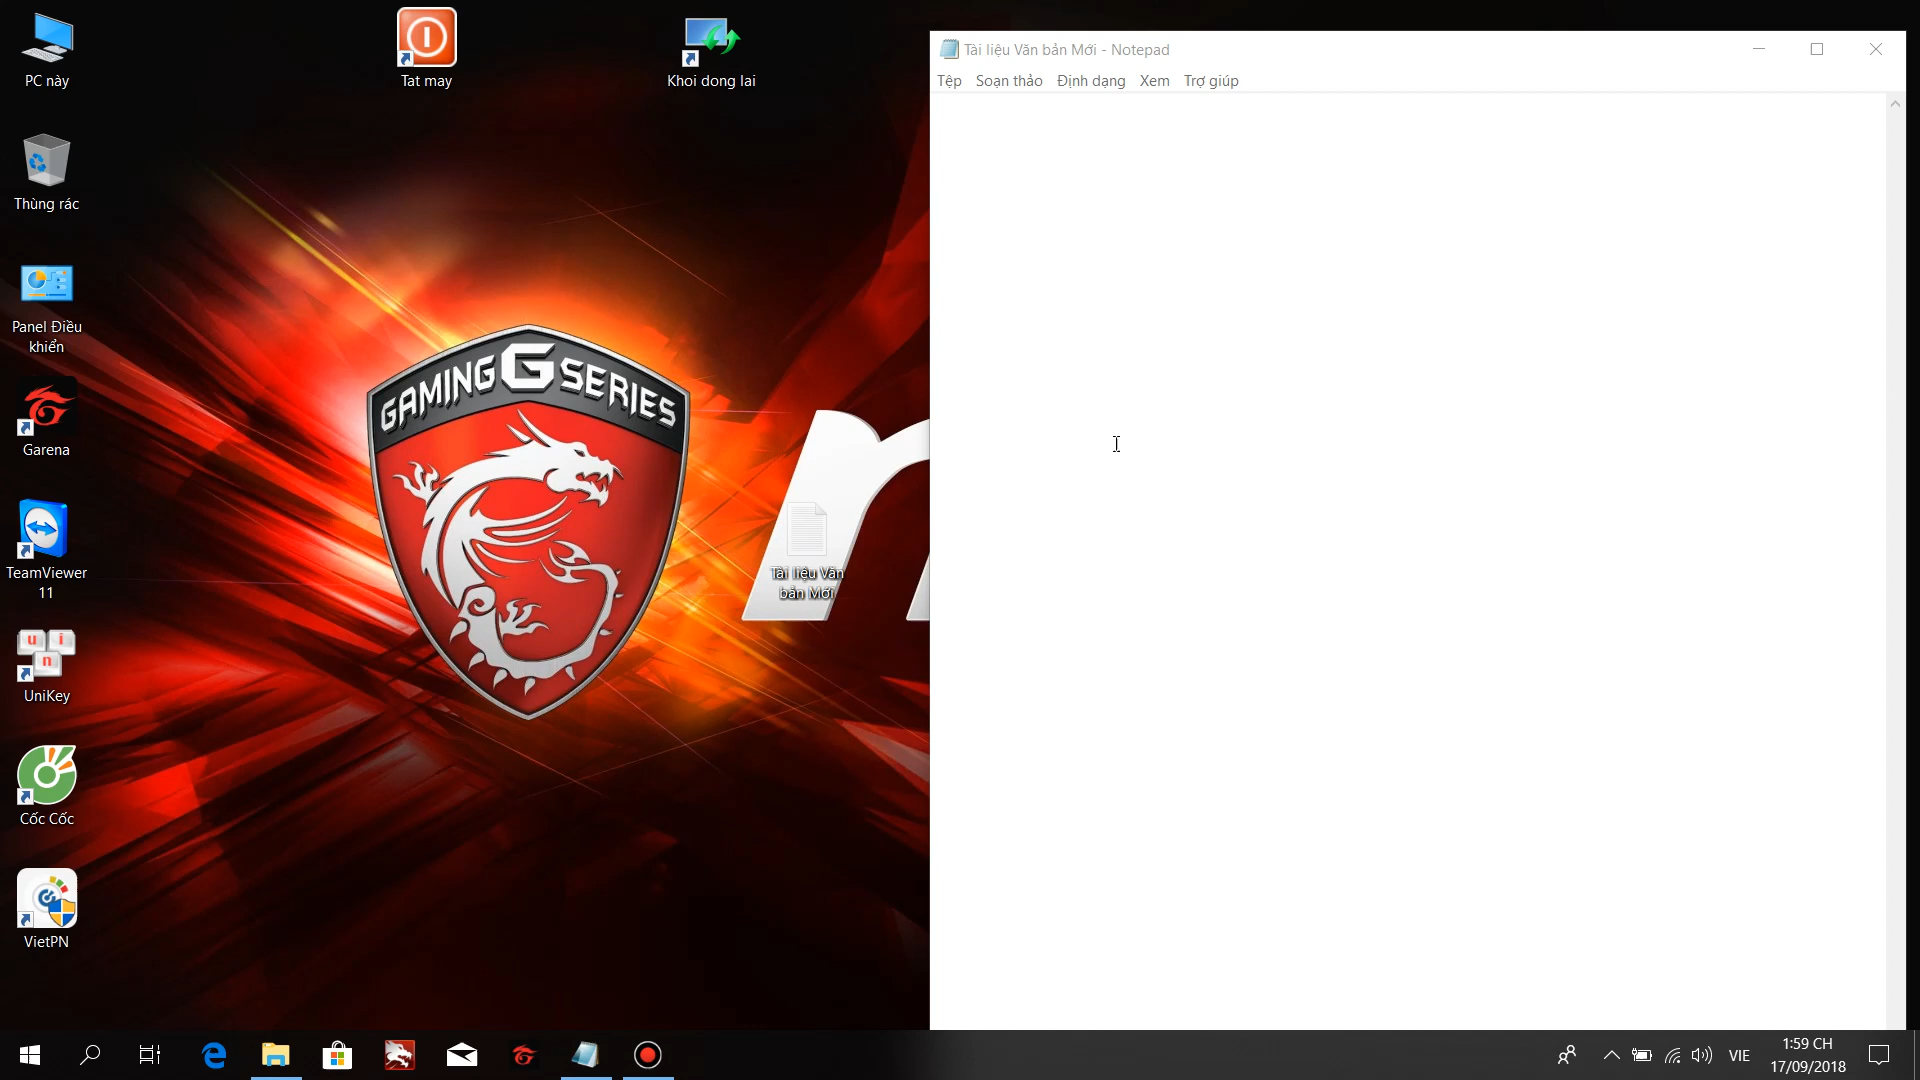 PC này
Tat may
Khoi dong lai
Thùng rác
Panel Điều
khiển
Garena
TeamViewer
11
UniKey
Cốc Cốc
VietPN
GAMING G SERIES
Tài liệu Văn
bản Mới
Tài liệu Văn bản Mới - Notepad
Tệp Soạn thảo Định dạng Xem Trợ giúp
VIE
1:59 CH
17/09/2018